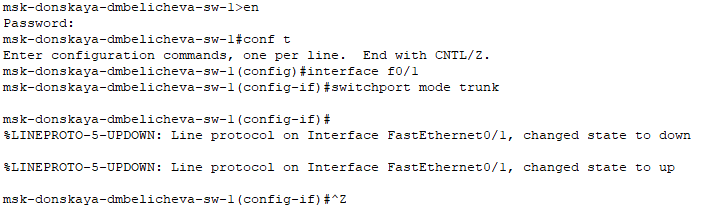 msk-donskaya-dmbelicheva-sw-1>en
Password:
msk-donskaya-dmbelicheva-sw-1#conf t
Enter configuration commands, one per line.  End with CNTL/Z.
msk-donskaya-dmbelicheva-sw-1(config)#interface f0/1
msk-donskaya-dmbelicheva-sw-1(config-if)#switchport mode trunk
msk-donskaya-dmbelicheva-sw-1(config-if)#
%LINEPROTO-5-UPDOWN: Line protocol on Interface FastEthernet0/1, changed state to down
%LINEPROTO-5-UPDOWN: Line protocol on Interface FastEthernet0/1, changed state to up
msk-donskaya-dmbelicheva-sw-1(config-if)#^Z